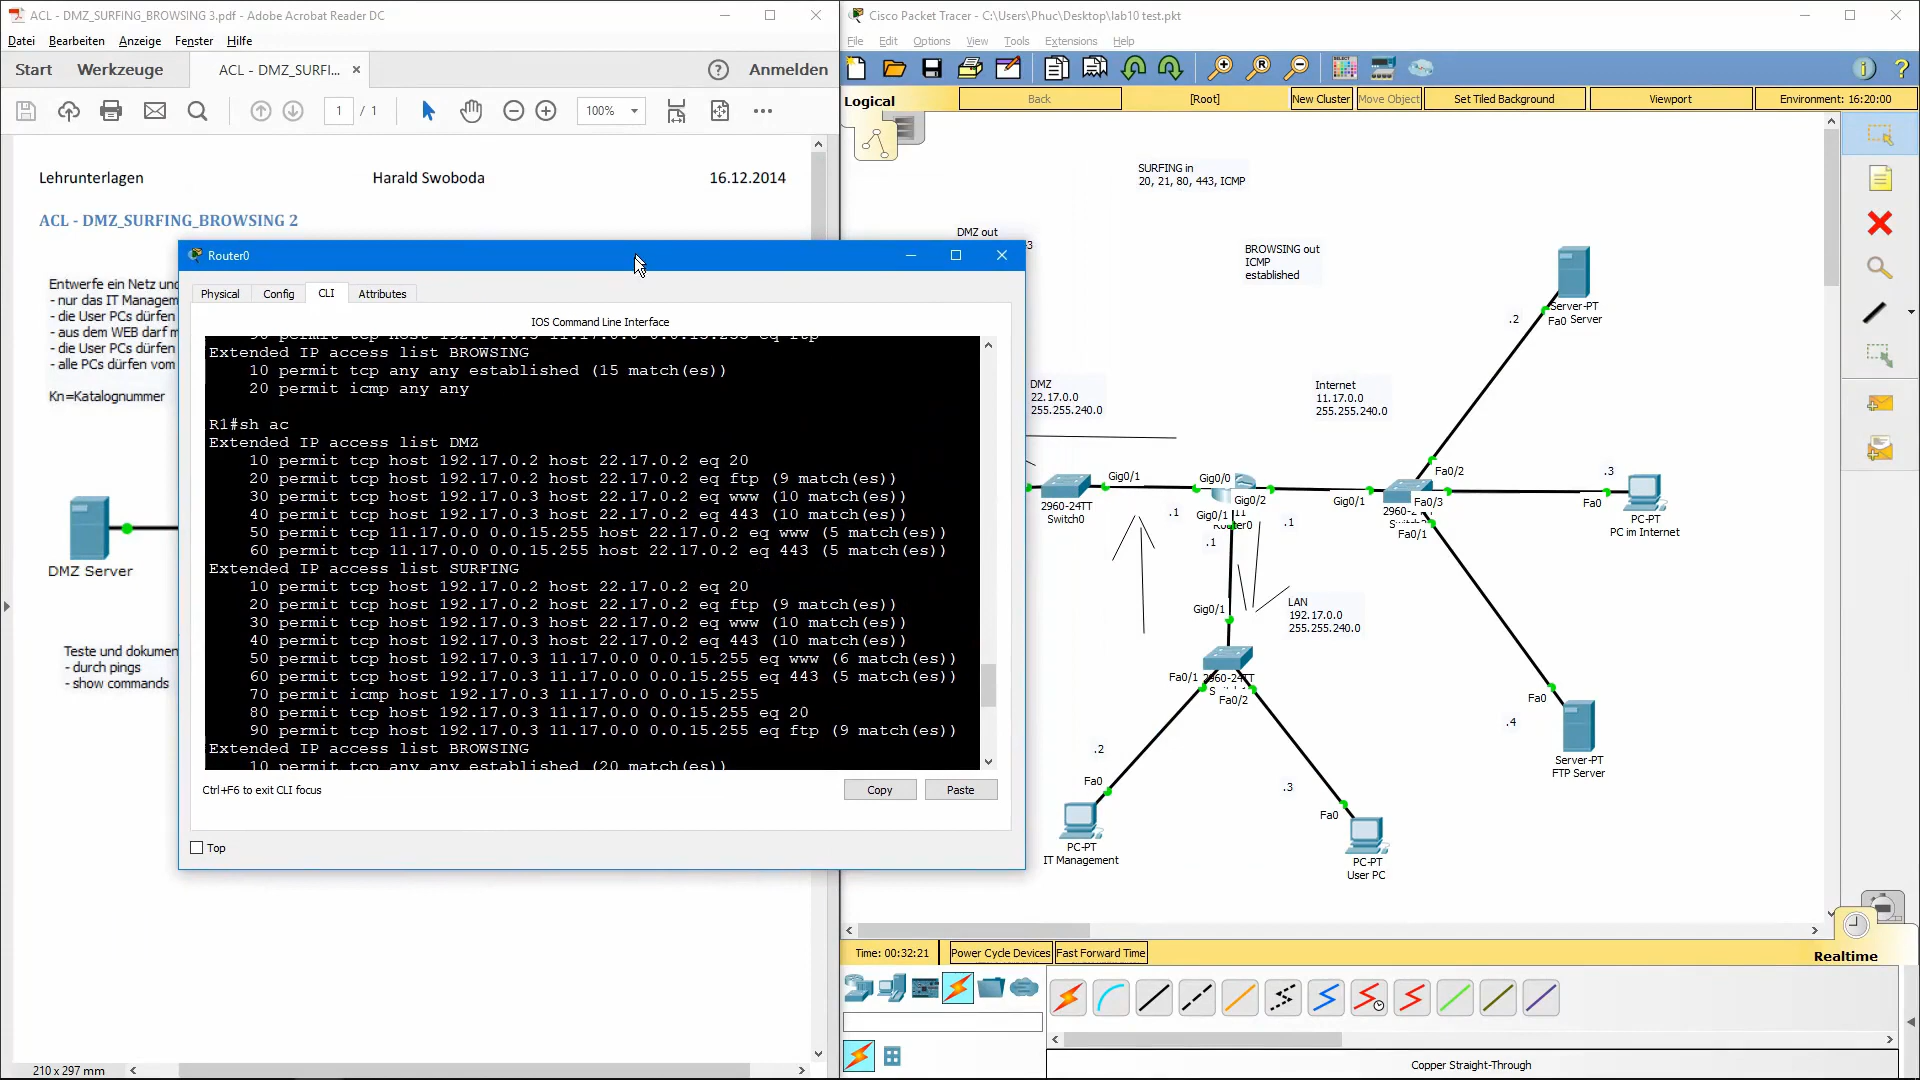 ACL - DMZ_SURFING_BROWSING 3.pdf - Adobe Acrobat Reader DC
Datei Bearbeiten Anzeige Fenster Hilfe
Start Werkzeuge ACL - DMZ_SURFI... × Anmelden
1 / 1 100%
Lehrunterlagen Harald Swoboda 16.12.2014
ACL - DMZ_SURFING_BROWSING 2
Entwerfe ein Netz und
- nur das IT Managem
- die User PCs dürfen
- aus dem WEB darf m
- die User PCs dürfen
- alle PCs dürfen vom
Kn=Katalognummer
DMZ Server
Teste und dokumen
- durch pings
- show commands
210 x 297 mm
Router0
Physical Config CLI Attributes
IOS Command Line Interface
Extended IP access list BROWSING
10 permit tcp any any established (15 match(es))
20 permit icmp any any
R1#sh ac
Extended IP access list DMZ
10 permit tcp host 192.17.0.2 host 22.17.0.2 eq 20
20 permit tcp host 192.17.0.2 host 22.17.0.2 eq ftp (9 match(es))
30 permit tcp host 192.17.0.3 host 22.17.0.2 eq www (10 match(es))
40 permit tcp host 192.17.0.3 host 22.17.0.2 eq 443 (10 match(es))
50 permit tcp 11.17.0.0 0.0.15.255 host 22.17.0.2 eq www (5 match(es))
60 permit tcp 11.17.0.0 0.0.15.255 host 22.17.0.2 eq 443 (5 match(es))
Extended IP access list SURFING
10 permit tcp host 192.17.0.2 host 22.17.0.2 eq 20
20 permit tcp host 192.17.0.2 host 22.17.0.2 eq ftp (9 match(es))
30 permit tcp host 192.17.0.3 host 22.17.0.2 eq www (10 match(es))
40 permit tcp host 192.17.0.3 host 22.17.0.2 eq 443 (10 match(es))
50 permit tcp host 192.17.0.3 11.17.0.0 0.0.15.255 eq www (6 match(es))
60 permit tcp host 192.17.0.3 11.17.0.0 0.0.15.255 eq 443 (5 match(es))
70 permit icmp host 192.17.0.3 11.17.0.0 0.0.15.255
80 permit tcp host 192.17.0.3 11.17.0.0 0.0.15.255 eq 20
90 permit tcp host 192.17.0.3 11.17.0.0 0.0.15.255 eq ftp (9 match(es))
Extended IP access list BROWSING
10 permit tcp any any established (20 match(es))
Ctrl+F6 to exit CLI focus
Copy Paste
Top
Cisco Packet Tracer - C:\Users\Phuc\Desktop\lab10 test.pkt
File Edit Options View Tools Extensions Help
Logical Back [Root] New Cluster Move Object Set Tiled Background Viewport Environment: 16:20:00
SURFING in
20, 21, 80, 443, ICMP
DMZ out
3
BROWSING out
ICMP
established
Server-PT
Server
Fa0
.2
DMZ
22.17.0.0
255.255.240.0
Internet
11.17.0.0
255.255.240.0
Gig0/1
2960-24TT
Switch0
.1
Gig0/0
Gig0/2
Gig0/1
Router0
.1
.1
Gig0/1
Fa0/2
Fa0/3
Fa0/1
.3
Fa0
PC-PT
PC im Internet
LAN
192.17.0.0
255.255.240.0
Gig0/1
Fa0/1
2960-24TT
Fa0/2
Fa0
.4
Server-PT
FTP Server
.2
Fa0
PC-PT
IT Management
.3
Fa0
PC-PT
User PC
Time: 00:32:21 Power Cycle Devices Fast Forward Time
Realtime
Copper Straight-Through